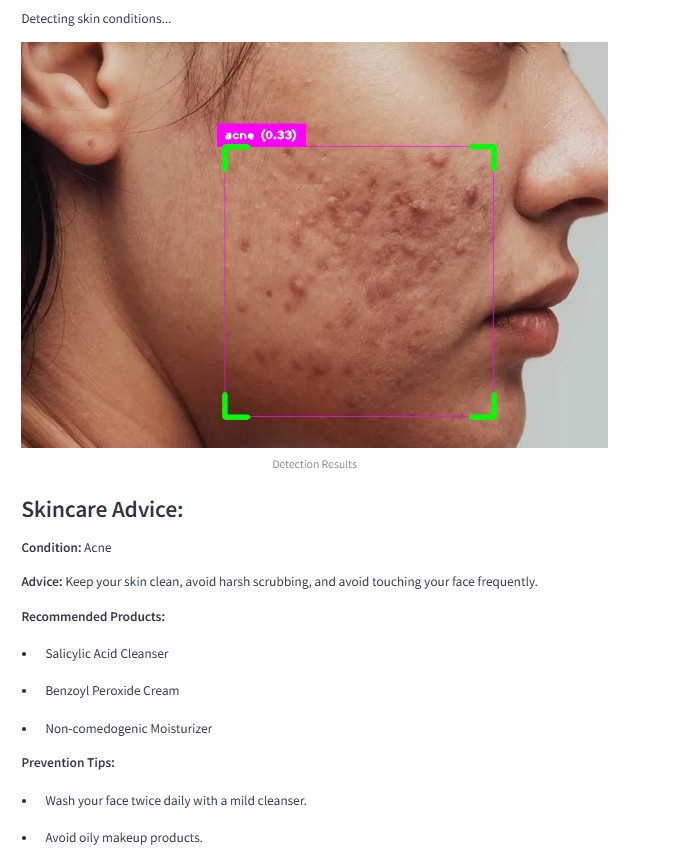 Detecting skin conditions...
acne (0.33)
Detection Results
Skincare Advice:
Condition: Acne
Advice: Keep your skin clean, avoid harsh scrubbing, and avoid touching your face frequently.
Recommended Products:
• Salicylic Acid Cleanser
• Benzoyl Peroxide Cream
• Non-comedogenic Moisturizer
Prevention Tips:
• Wash your face twice daily with a mild cleanser.
• Avoid oily makeup products.